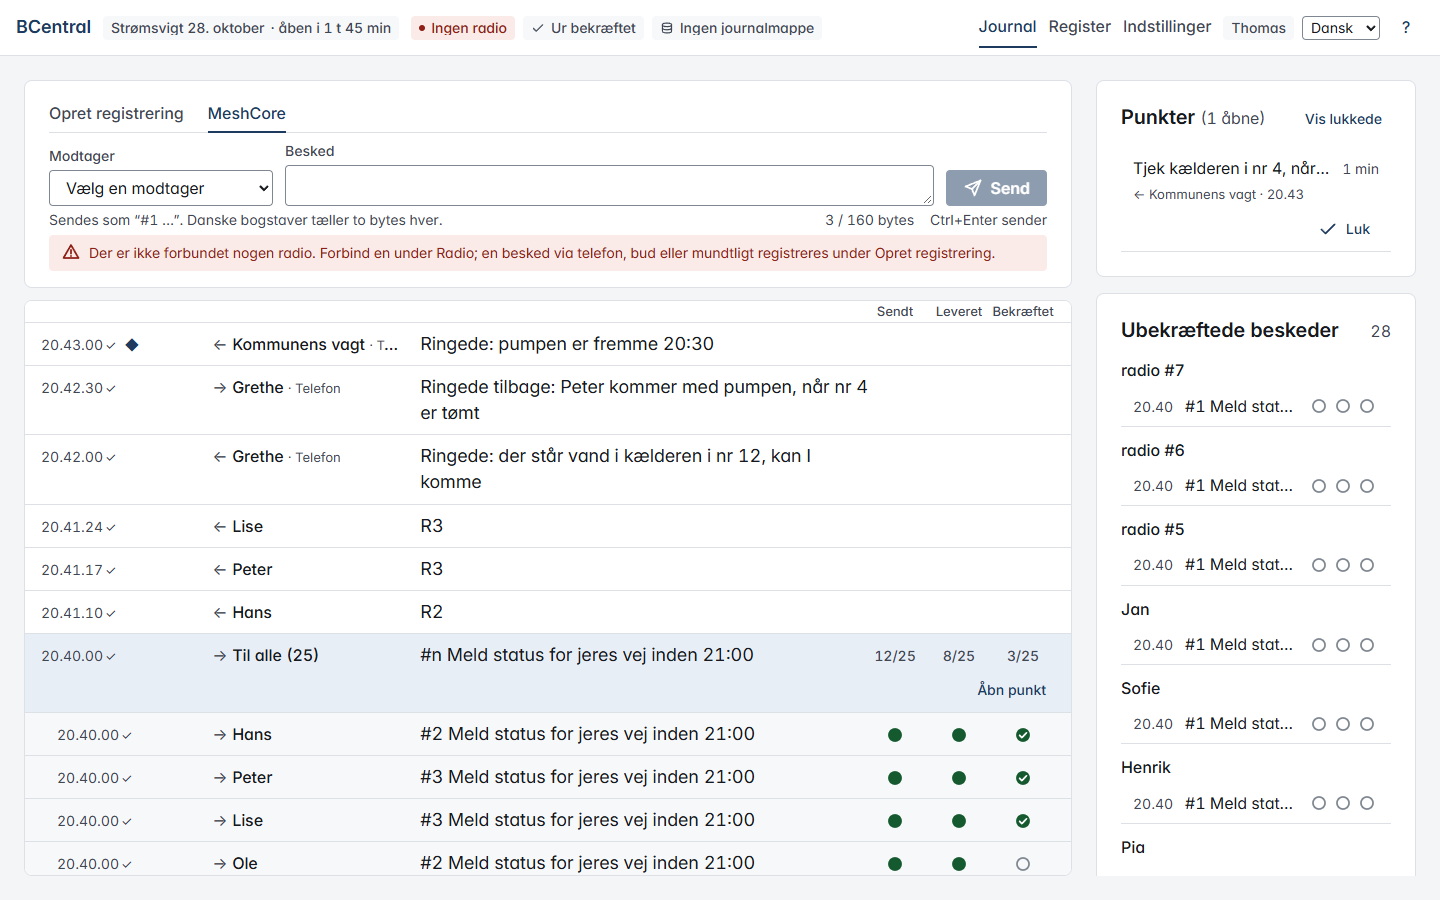 BCentral
Strømsvigt 28. oktober · åben i 1 t 45 min
Ingen radio
Ur bekræftet
Ingen journalmappe
Journal
Register
Indstillinger
Thomas
Dansk
?
Opret registrering
MeshCore
Modtager
Besked
Vælg en modtager
Send
Sendes som “#1 …”. Danske bogstaver tæller to bytes hver.
3 / 160 bytes
Ctrl+Enter sender
Der er ikke forbundet nogen radio. Forbind en under Radio; en besked via telefon, bud eller mundtligt registreres under Opret registrering.
Sendt Leveret Bekræftet
20.43.00 ← Kommunens vagt · T... Ringede: pumpen er fremme 20:30
20.42.30 → Grethe · Telefon Ringede tilbage: Peter kommer med pumpen, når nr 4
er tømt
20.42.00 ← Grethe · Telefon Ringede: der står vand i kælderen i nr 12, kan I
komme
20.41.24 ← Lise R3
20.41.17 ← Peter R3
20.41.10 ← Hans R2
20.40.00 → Til alle (25) #n Meld status for jeres vej inden 21:00 12/25 8/25 3/25
Åbn punkt
20.40.00 → Hans #2 Meld status for jeres vej inden 21:00
20.40.00 → Peter #3 Meld status for jeres vej inden 21:00
20.40.00 → Lise #3 Meld status for jeres vej inden 21:00
20.40.00 → Ole #2 Meld status for jeres vej inden 21:00
Punkter (1 åbne)
Vis lukkede
Tjek kælderen i nr 4, når... 1 min
← Kommunens vagt · 20.43
Luk
Ubekræftede beskeder 28
radio #7
20.40 #1 Meld stat...
radio #6
20.40 #1 Meld stat...
radio #5
20.40 #1 Meld stat...
Jan
20.40 #1 Meld stat...
Sofie
20.40 #1 Meld stat...
Henrik
20.40 #1 Meld stat...
Pia